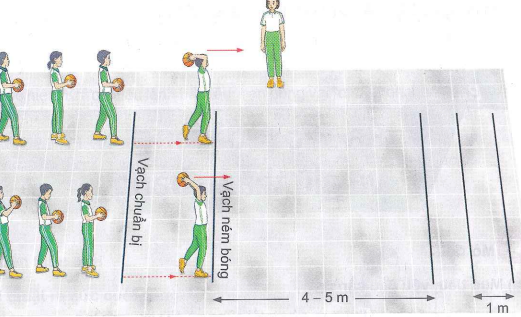 Vạch chuẩn bị
Vạch ném bóng
4 – 5 m
1 m